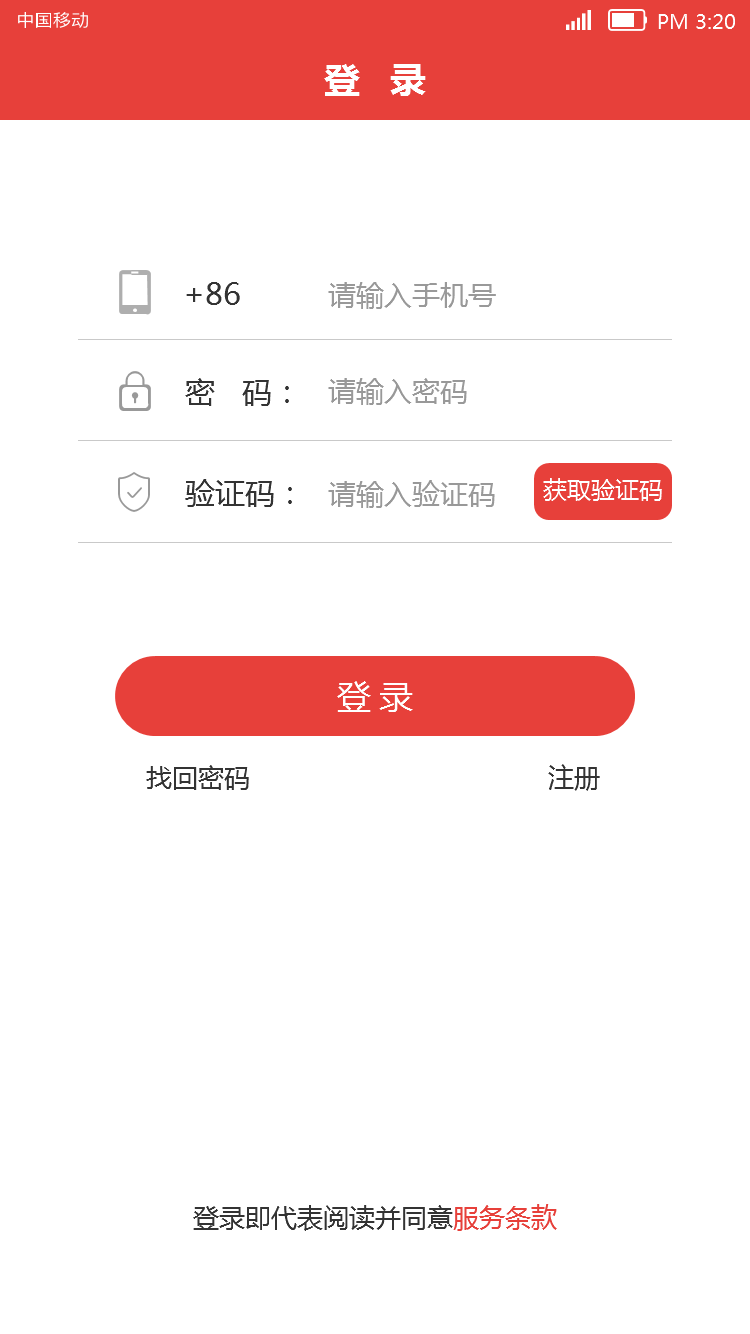 中国移动 PM 3:20
登 录
+86 请输入手机号
密 码： 请输入密码
验证码： 请输入验证码 获取验证码
登录
找回密码 注册
登录即代表阅读并同意服务条款